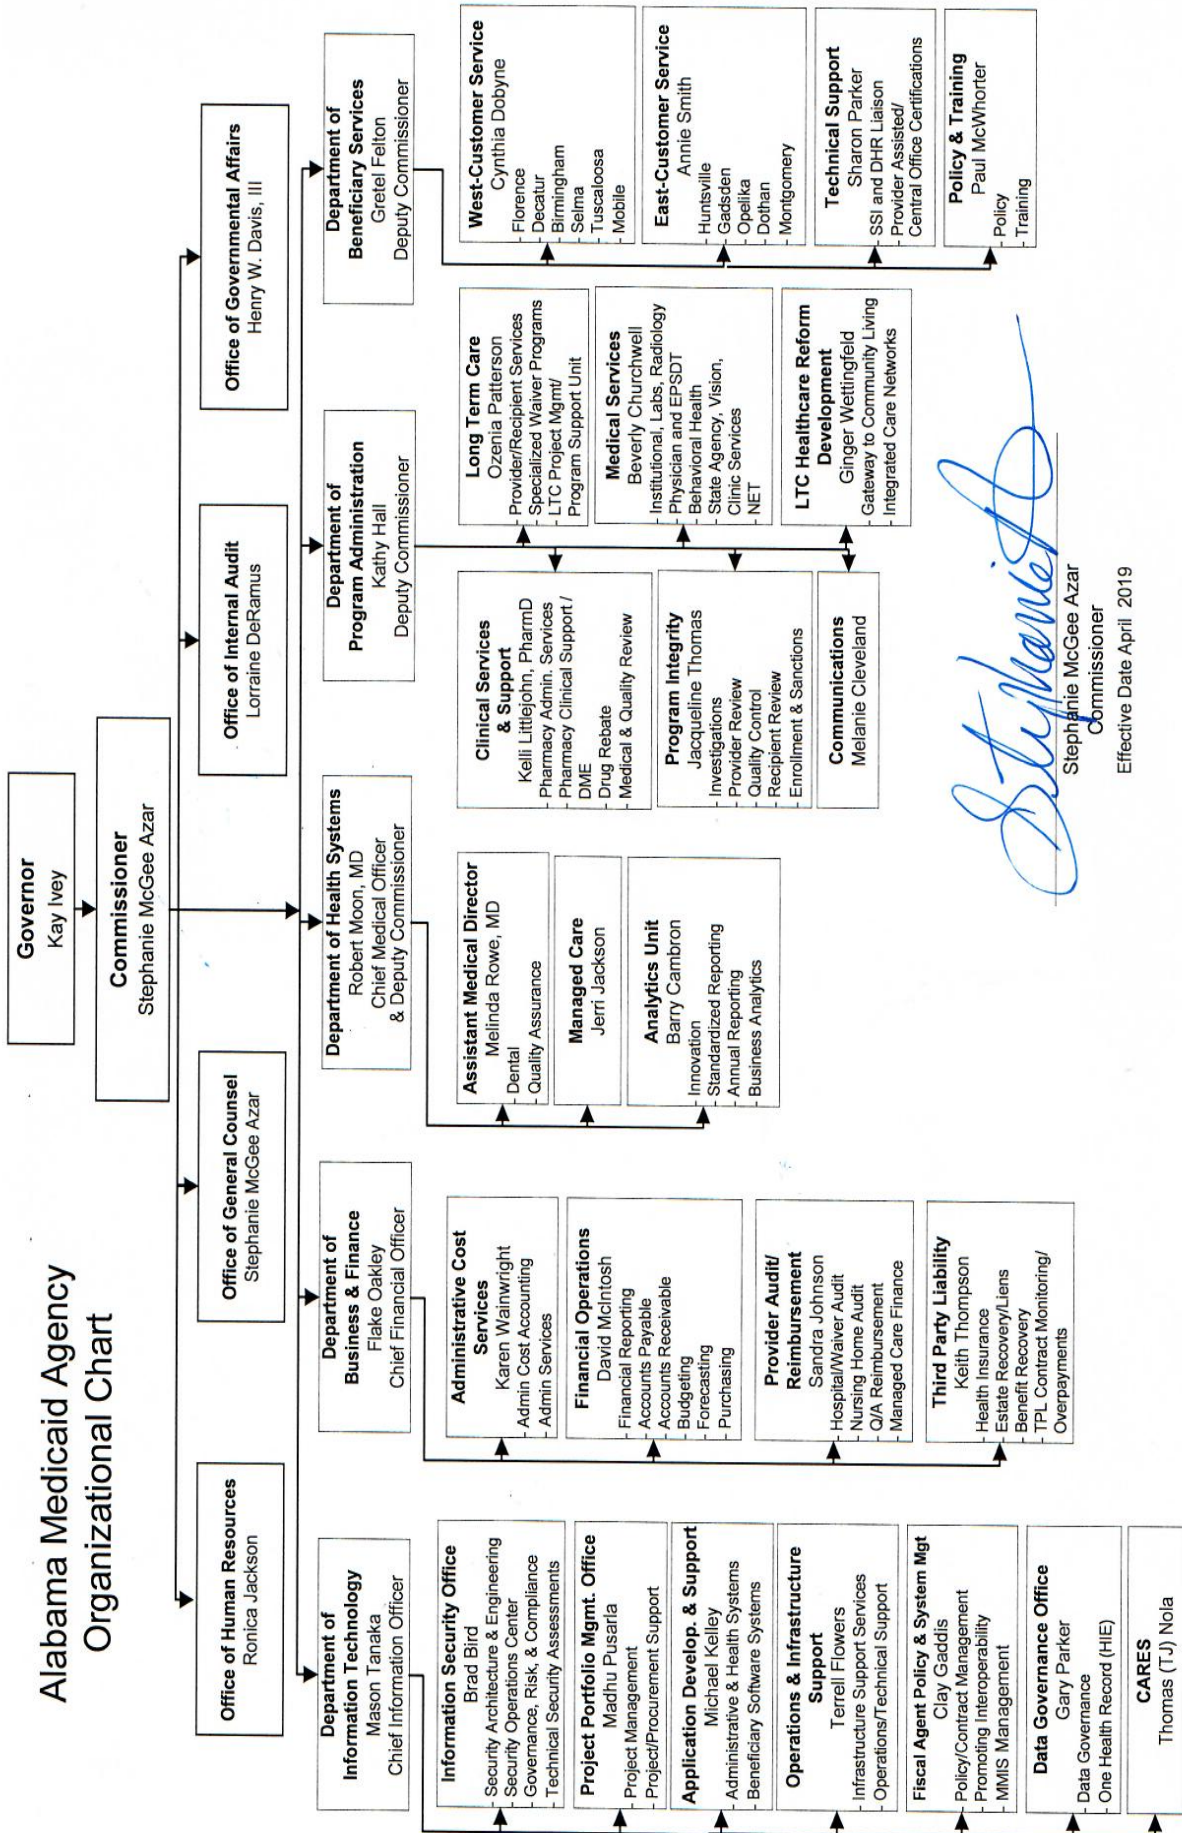 Alabama Medicaid Agency
Organizational Chart
Governor
Kay Ivey
Commissioner
Stephanie McGee Azar
Office of Human Resources
Ronica Jackson
Office of General Counsel
Stephanie McGee Azar
Office of Internal Audit
Lorraine DeRamus
Office of Governmental Affairs
Henry W. Davis, III
Department of
Information Technology
Mason Tanaka
Chief Information Officer
Information Security Office
Brad Bird
- Security Architecture & Engineering
- Security Operations Center
- Governance, Risk, & Compliance
- Technical Security Assessments
Project Portfolio Mgmt. Office
Madhu Pusarla
- Project Management
- Project/Procurement Support
Application Develop. & Support
Michael Kelley
- Administrative & Health Systems
- Beneficiary Software Systems
Operations & Infrastructure
Support
Terrell Flowers
- Infrastructure Support Services
- Operations/Technical Support
Fiscal Agent Policy & System Mgt
Clay Gaddis
- Policy/Contract Management
- Promoting Interoperability
- MMIS Management
Data Governance Office
Gary Parker
- Data Governance
- One Health Record (HIE)
CARES
Thomas (TJ) Nola
Department of
Business & Finance
Flake Oakley
Chief Financial Officer
Administrative Cost
Services
Karen Wainwright
- Admin Cost Accounting
- Admin Services
Financial Operations
David McIntosh
- Financial Reporting
- Accounts Payable
- Accounts Receivable
- Budgeting
- Forecasting
- Purchasing
Provider Audit/
Reimbursement
Sandra Johnson
- Hospital/Waiver Audit
- Nursing Home Audit
- Q/A Reimbursement
- Managed Care Finance
Third Party Liability
Keith Thompson
- Health Insurance
- Estate Recovery/Liens
- Benefit Recovery
- TPL Contract Monitoring/
Overpayments
Department of Health Systems
Robert Moon, MD
Chief Medical Officer
& Deputy Commissioner
Assistant Medical Director
Melinda Rowe, MD
- Dental
- Quality Assurance
Managed Care
Jerri Jackson
Analytics Unit
Barry Cambron
- Innovation
- Standardized Reporting
- Annual Reporting
- Business Analytics
Department of
Program Administration
Kathy Hall
Deputy Commissioner
Clinical Services
& Support
Kelli Littlejohn, PharmD
- Pharmacy Admin. Services
- Pharmacy Clinical Support /
DME
- Drug Rebate
- Medical & Quality Review
Program Integrity
Jacqueline Thomas
- Investigations
- Provider Review
- Quality Control
- Recipient Review
- Enrollment & Sanctions
Communications
Melanie Cleveland
Long Term Care
Ozenia Patterson
- Provider/Recipient Services
- Specialized Waiver Programs
- LTC Project Mgmt/
Program Support Unit
Medical Services
Beverly Churchwell
- Institutional, Labs, Radiology
- Physician and EPSDT
- Behavioral Health
- State Agency, Vision,
Clinic Services
- NET
LTC Healthcare Reform
Development
Ginger Wettingfeld
- Gateway to Community Living
- Integrated Care Networks
Department of
Beneficiary Services
Gretel Felton
Deputy Commissioner
West-Customer Service
Cynthia Dobyne
- Florence
- Decatur
- Birmingham
- Selma
- Tuscaloosa
- Mobile
East-Customer Service
Annie Smith
- Huntsville
- Gadsden
- Opelika
- Dothan
- Montgomery
Technical Support
Sharon Parker
- SSI and DHR Liaison
- Provider Assisted/
Central Office Certifications
Policy & Training
Paul McWhorter
- Policy
- Training
Stephanie McGee Azar
Commissioner
Effective Date April 2019